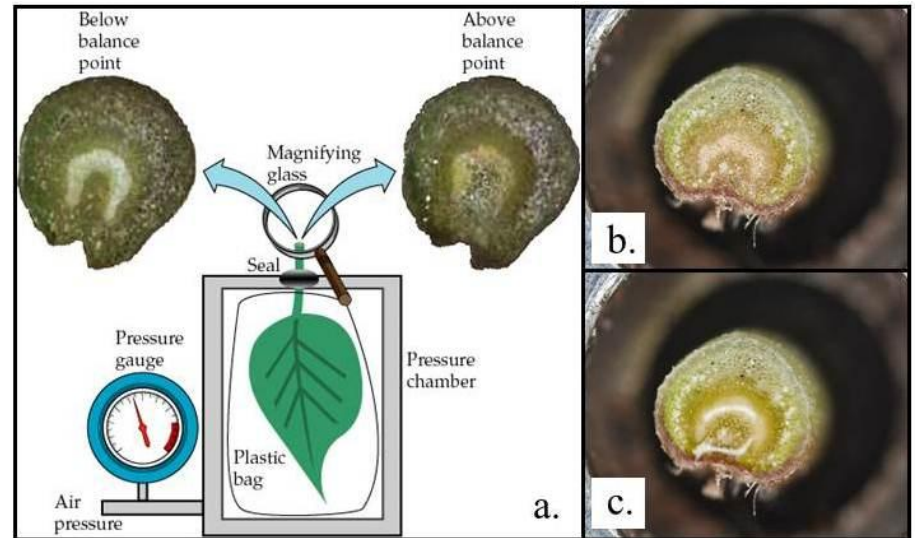 Below
balance
point
Above
balance
point
Magnifying
glass
Seal
Pressure
gauge
Pressure
chamber
Plastic
bag
Air
pressure
a.
b.
c.